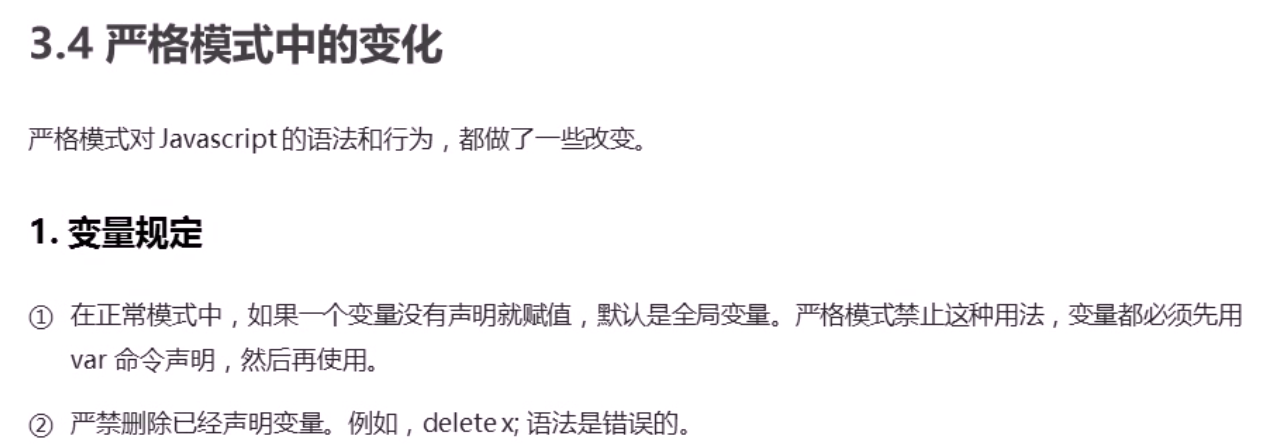 3.4 严格模式中的变化
严格模式对 Javascript 的语法和行为，都做了一些改变。
1. 变量规定
① 在正常模式中，如果一个变量没有声明就赋值，默认是全局变量。严格模式禁止这种用法，变量都必须先用
var 命令声明，然后再使用。
② 严禁删除已经声明变量。例如，delete x; 语法是错误的。